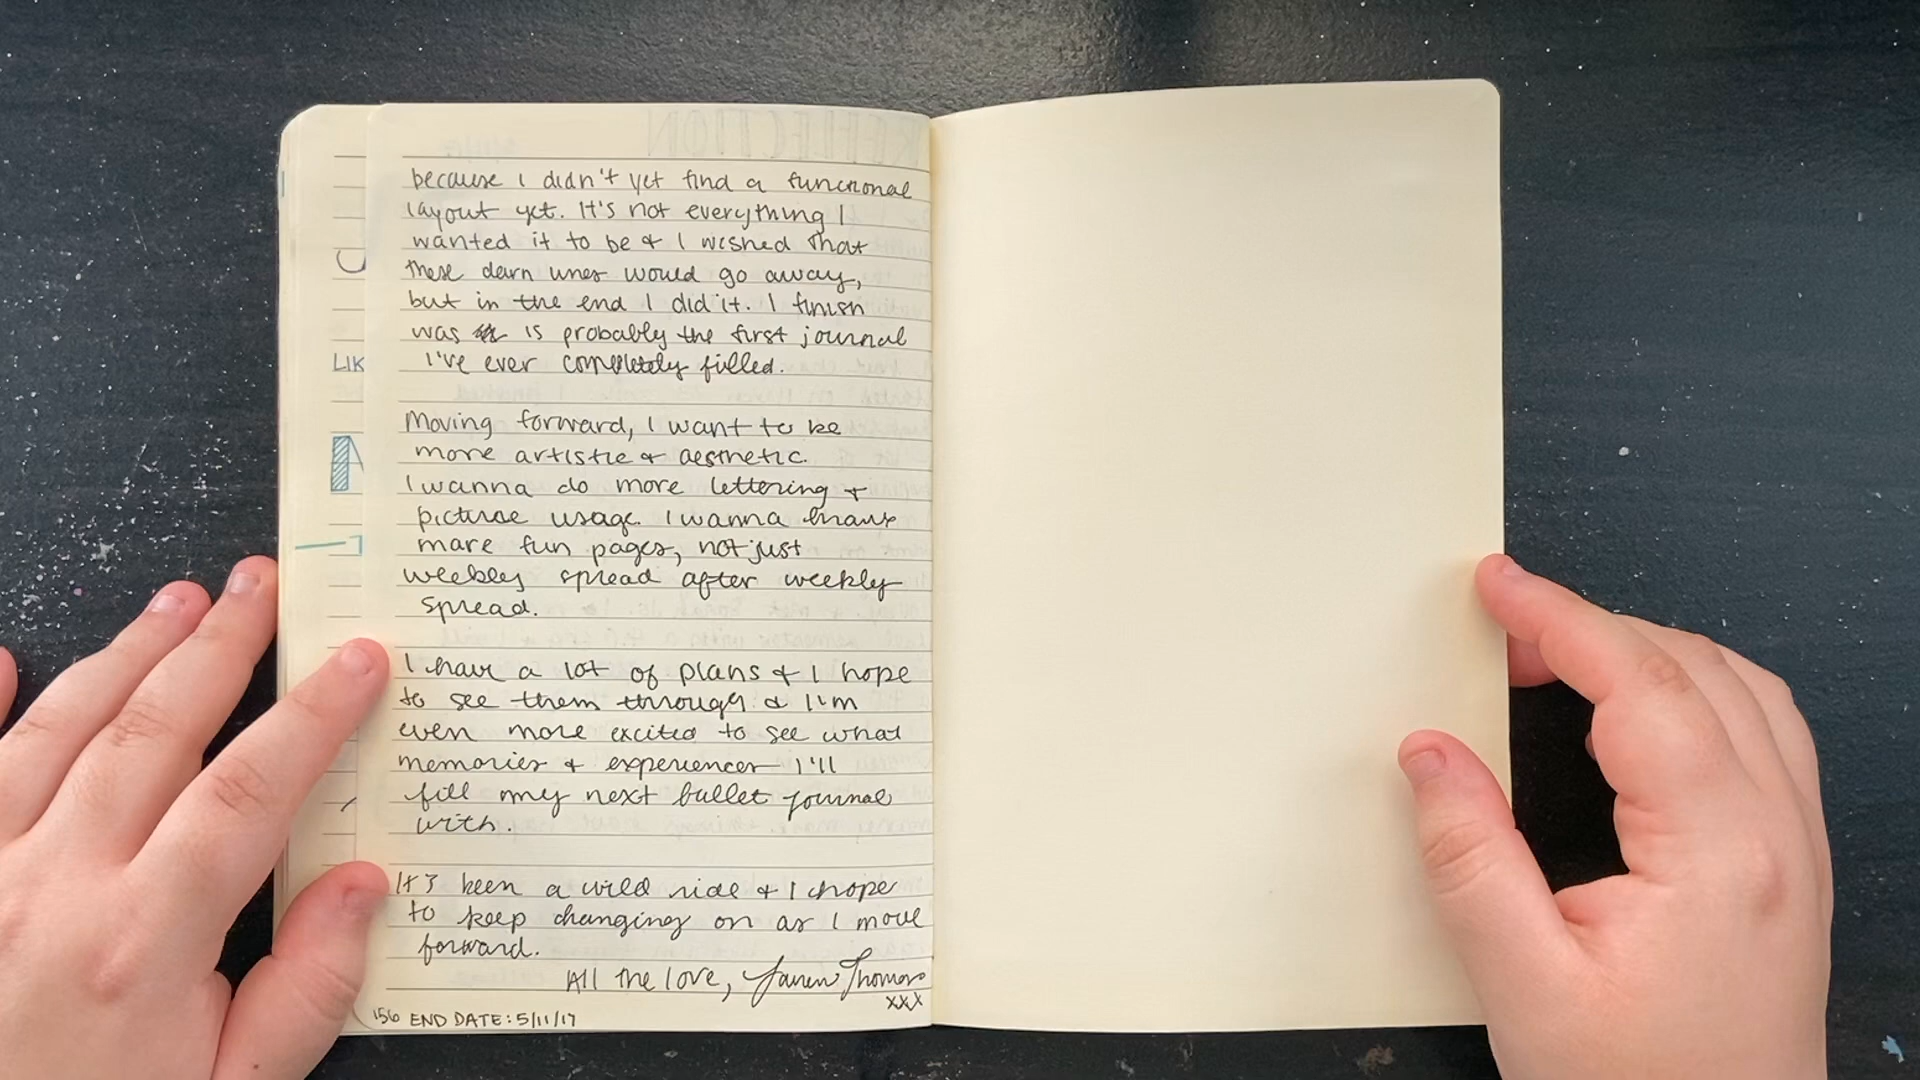 because I didn't yet find a functional
layout yet. It's not everything I
wanted it to be & I wished that
these darn lines would go away,
but in the end I did it. I finish
was is probably the first journal
I've ever completely filled.
Moving forward, I want to be
more artistic & aesthetic.
I wanna do more lettering &
picture usage. I wanna have
more fun pages, not just
weekly spread after weekly
spread.
I have a lot of plans & I hope
to see them through & I'm
even more excited to see what
memories & experiences I'll
fill my next bullet journal
with.
It's been a wild ride & I hope
to keep changing on as I move
forward.
All the love, Thomas
xxx
156 END DATE: 5/11/17
LIK